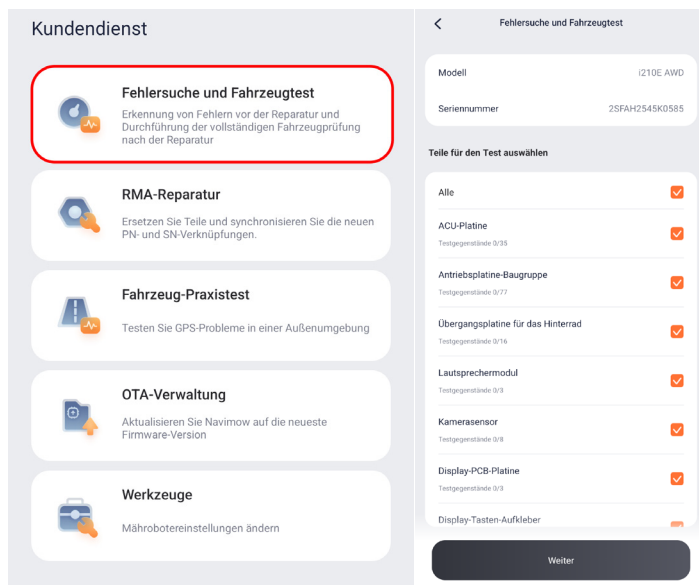 Kundendienst
Fehlersuche und Fahrzeugtest
Erkennung von Fehlern vor der Reparatur und
Durchführung der vollständigen Fahrzeugprüfung
nach der Reparatur
RMA-Reparatur
Ersetzen Sie Teile und synchronisieren Sie die neuen
PN- und SN-Verknüpfungen.
Fahrzeug-Praxistest
Testen Sie GPS-Probleme in einer Außenumgebung
OTA-Verwaltung
Aktualisieren Sie Navimow auf die neueste
Firmware-Version
Werkzeuge
Mährobotereinstellungen ändern
Fehlersuche und Fahrzeugtest
Modell i210E AWD
Seriennummer 2SFAH2545K0585
Teile für den Test auswählen
Alle
ACU-Platine
Testgegenstände 0/35
Antriebsplatine-Baugruppe
Testgegenstände 0/77
Übergangsplatine für das Hinterrad
Testgegenstände 0/16
Lautsprechermodul
Testgegenstände 0/3
Kamerasensor
Testgegenstände 0/8
Display-PCB-Platine
Testgegenstände 0/3
Display-Tasten-Aufkleber
Weiter